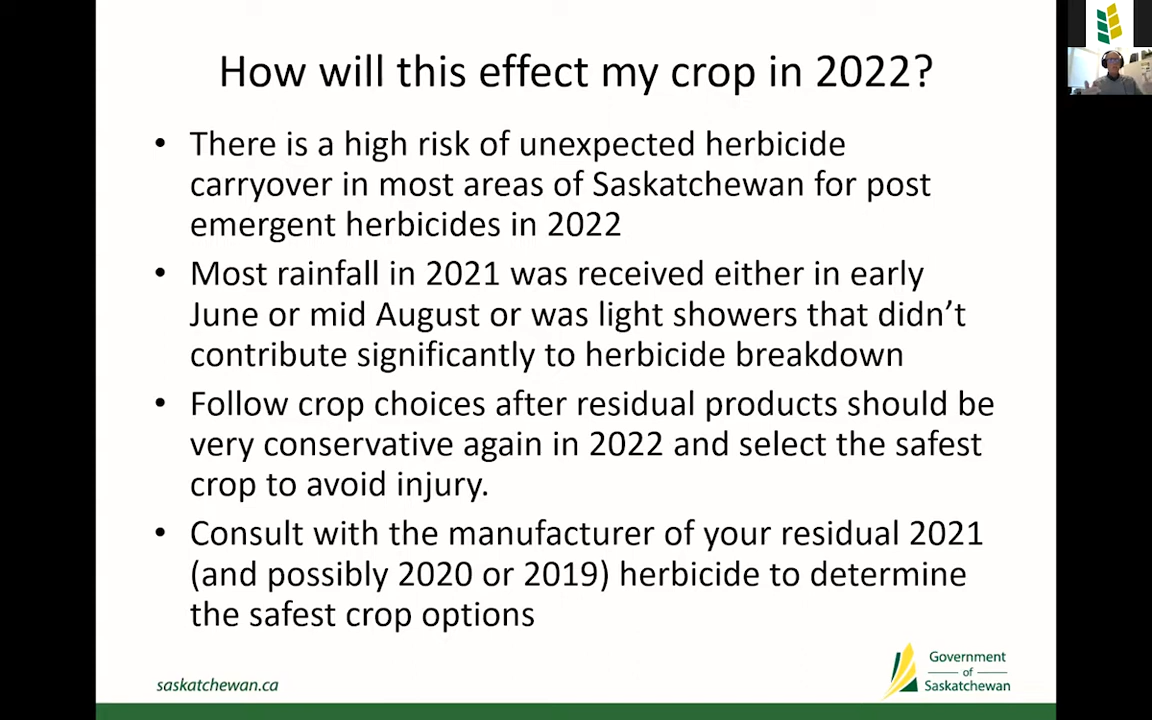 How will this effect my crop in 2022?
• There is a high risk of unexpected herbicide
carryover in most areas of Saskatchewan for post
emergent herbicides in 2022
• Most rainfall in 2021 was received either in early
June or mid August or was light showers that didn't
contribute significantly to herbicide breakdown
• Follow crop choices after residual products should be
very conservative again in 2022 and select the safest
crop to avoid injury.
• Consult with the manufacturer of your residual 2021
(and possibly 2020 or 2019) herbicide to determine
the safest crop options
saskatchewan.ca
Government
of
Saskatchewan